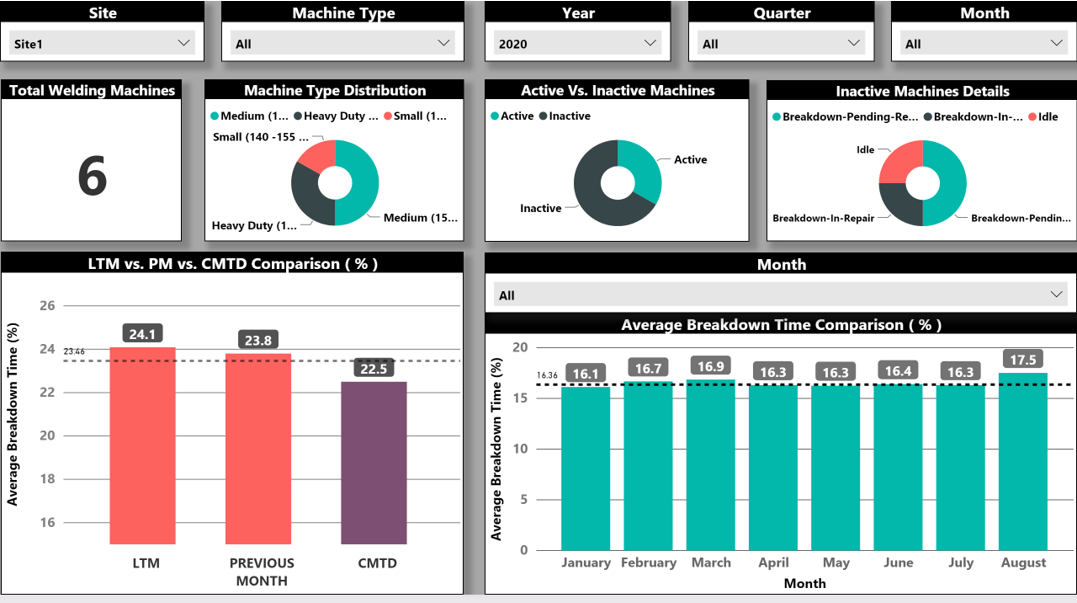 Site
Machine Type
Year
Quarter
Month
Site1
All
2020
All
All
Total Welding Machines
Machine Type Distribution
Active Vs. Inactive Machines
Inactive Machines Details
6
Medium (1... Heavy Duty ... Small (1...
Small (140 -155 ...
Heavy Duty (1...
Medium (15...
Active Inactive
Active
Inactive
Breakdown-Pending-Re... Breakdown-In-... Idle
Idle
Breakdown-In-Repair
Breakdown-Pendin...
LTM vs. PM vs. CMTD Comparison ( % )
Average Breakdown Time (%)
26
24
22
20
18
16
23.46
24.1
23.8
22.5
LTM
PREVIOUS
MONTH
CMTD
Month
All
Average Breakdown Time Comparison ( % )
Average Breakdown Time (%)
20
15
10
5
0
16.36
16.1
16.7
16.9
16.3
16.3
16.4
16.3
17.5
January February March April May June July August
Month